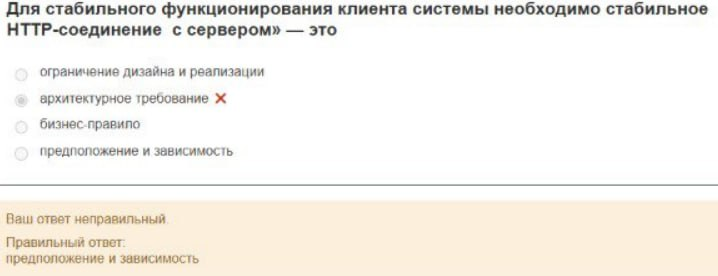 Для стабильного функционирования клиента системы необходимо стабильное
HTTP-соединение с сервером» — это
ограничение дизайна и реализации
архитектурное требование
бизнес-правило
предположение и зависимость
Ваш ответ неправильный.
Правильный ответ:
предположение и зависимость